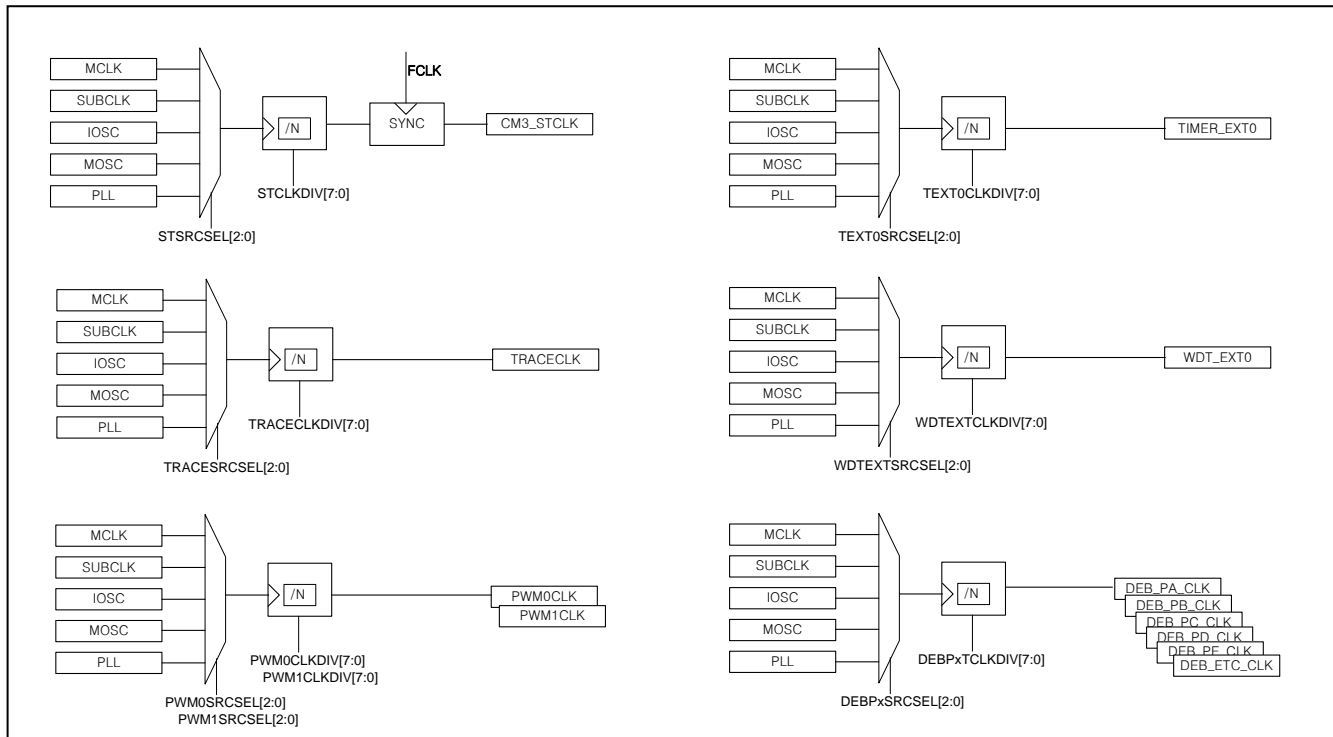 MCLK
SUBCLK
IOSC
MOSC
PLL
STSRCSEL[2:0]
/N
STCLKDIV[7:0]
FCLK
SYNC
CM3_STCLK
MCLK
SUBCLK
IOSC
MOSC
PLL
TEXT0SRCSEL[2:0]
/N
TEXT0CLKDIV[7:0]
TIMER_EXT0
MCLK
SUBCLK
IOSC
MOSC
PLL
TRACESRCSEL[2:0]
/N
TRACECLKDIV[7:0]
TRACECLK
MCLK
SUBCLK
IOSC
MOSC
PLL
WDTEXTSRCSEL[2:0]
/N
WDTEXTCLKDIV[7:0]
WDT_EXT0
MCLK
SUBCLK
IOSC
MOSC
PLL
PWM0SRCSEL[2:0]
PWM1SRCSEL[2:0]
/N
PWM0CLKDIV[7:0]
PWM1CLKDIV[7:0]
PWM0CLK
PWM1CLK
MCLK
SUBCLK
IOSC
MOSC
PLL
DEBPxSRCSEL[2:0]
/N
DEBPxTCLKDIV[7:0]
DEB_PA_CLK
DEB_PB_CLK
DEB_PC_CLK
DEB_PD_CLK
DEB_PE_CLK
DEB_ETC_CLK